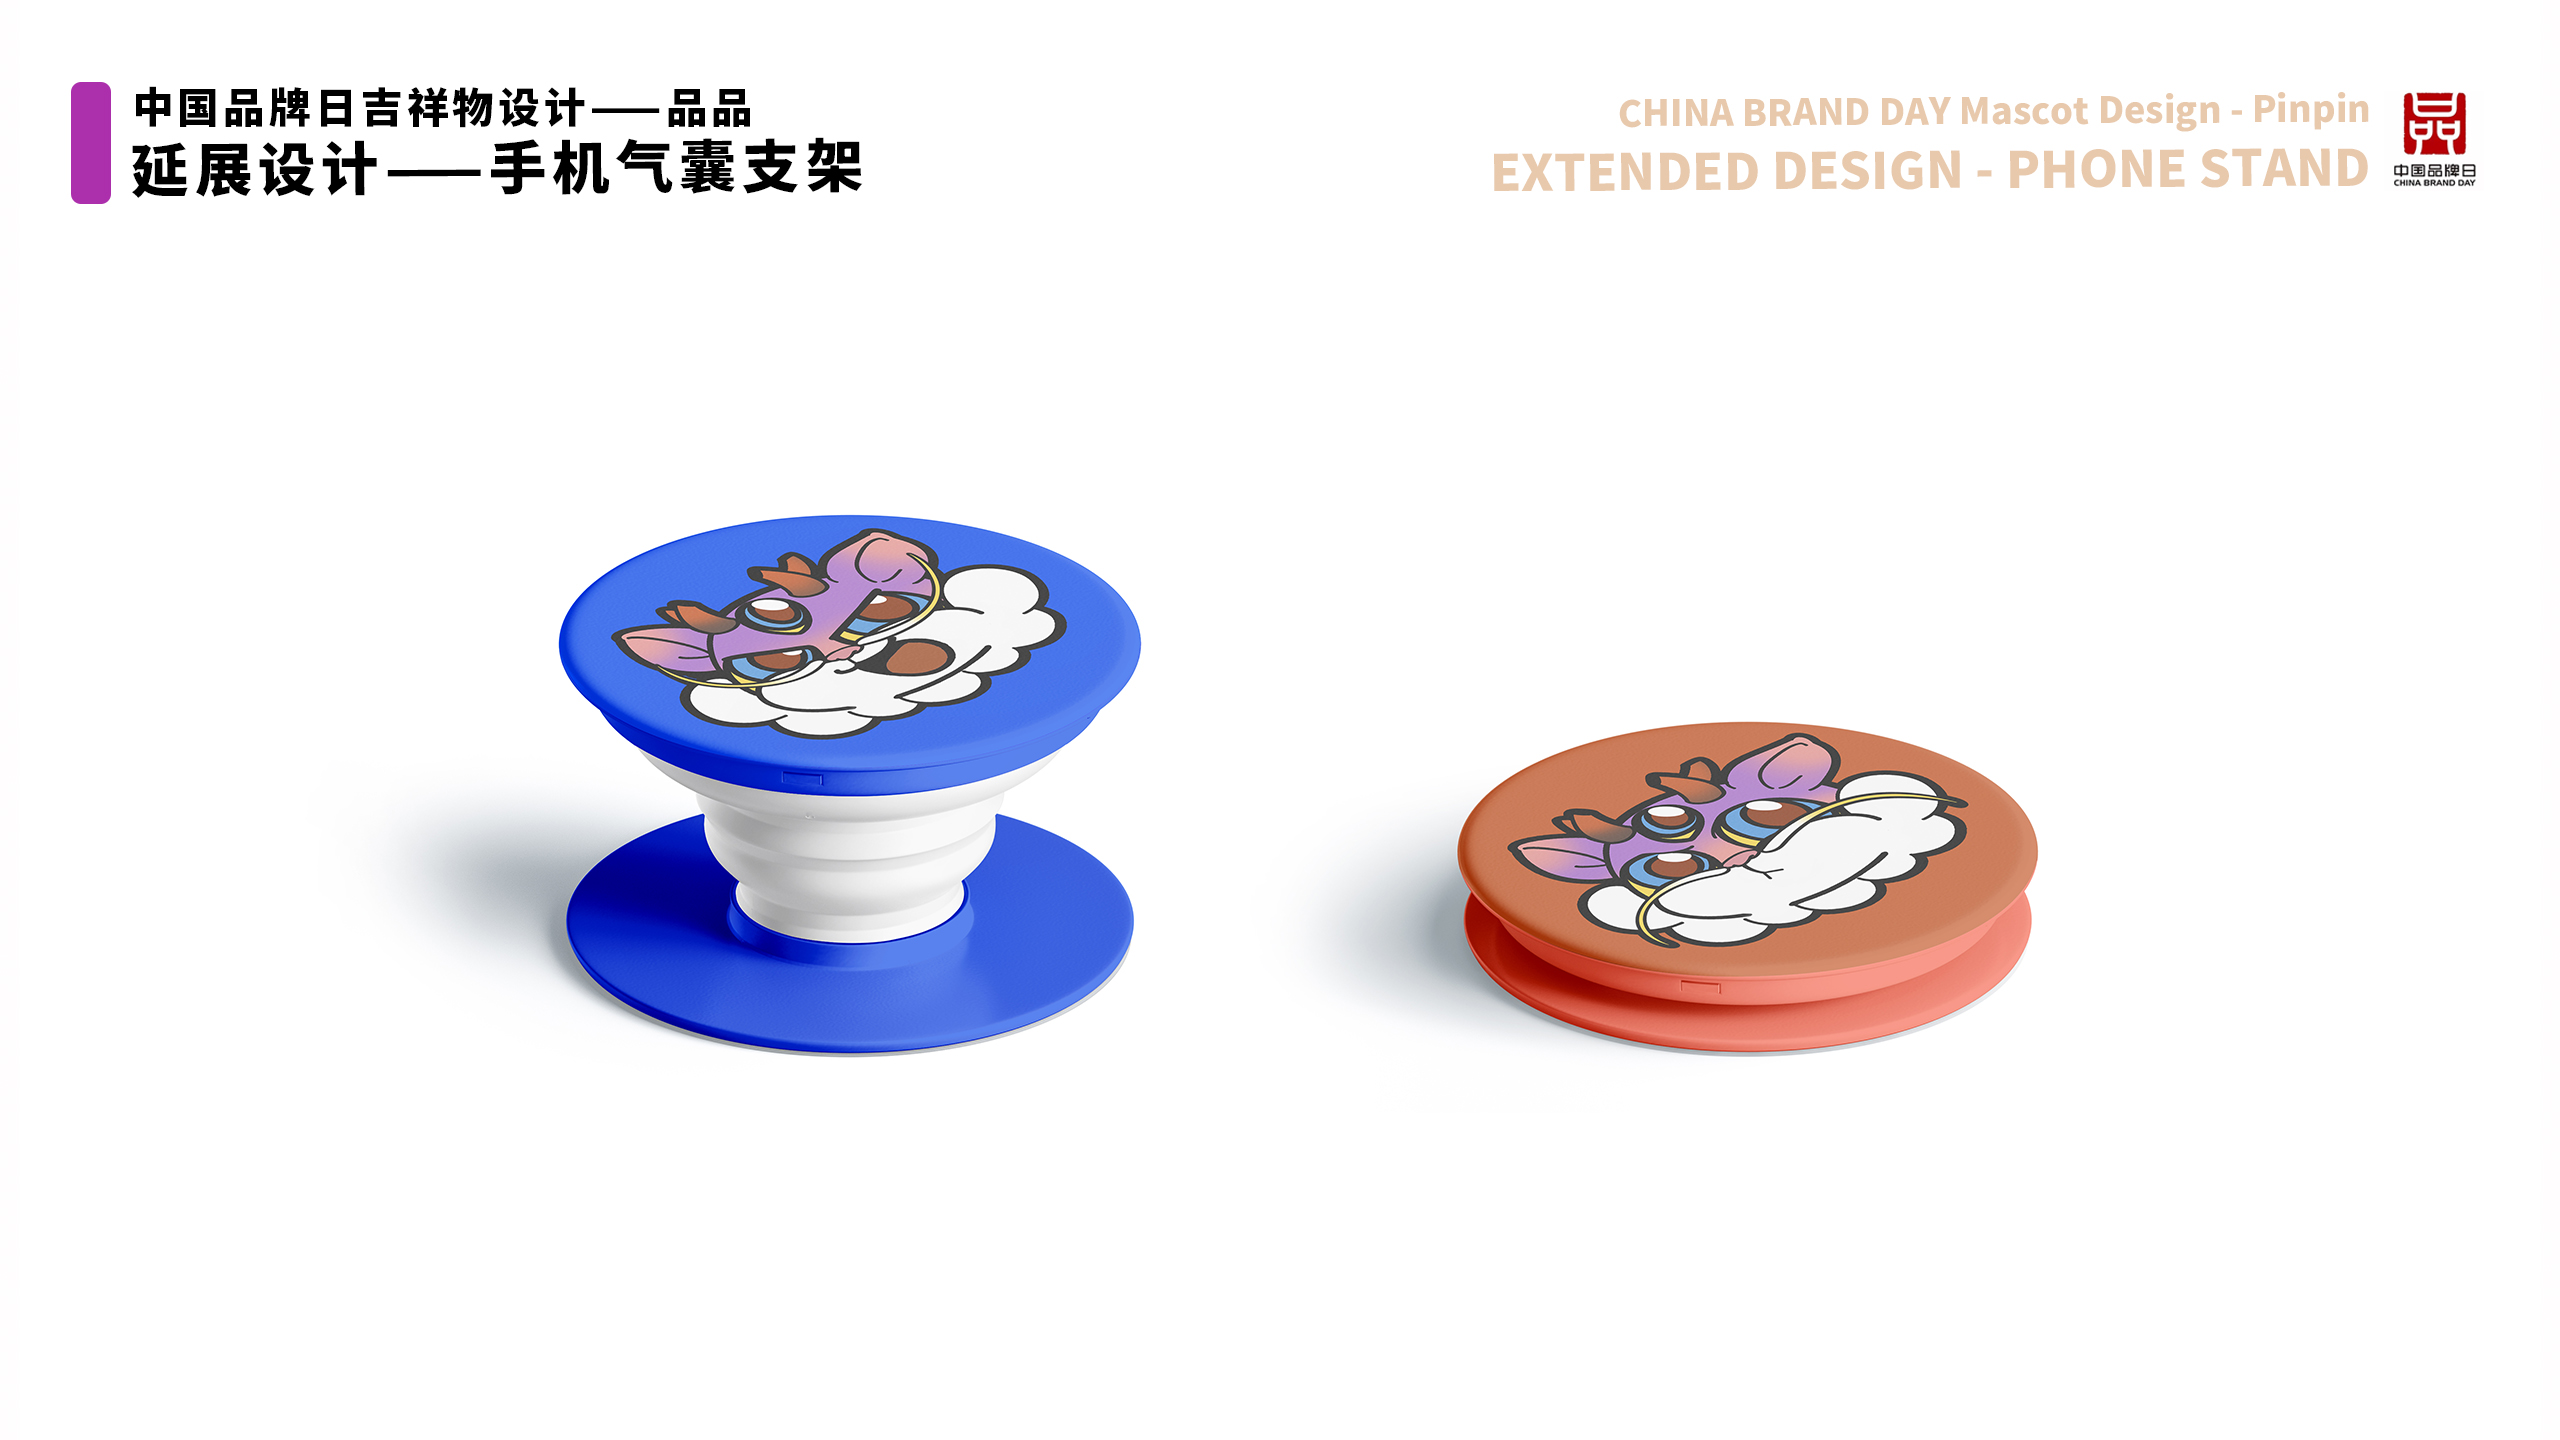 中国品牌日吉祥物设计——品品
延展设计——手机气囊支架
CHINA BRAND DAY Mascot Design - Pinpin
EXTENDED DESIGN - PHONE STAND
品
中国品牌日
CHINA BRAND DAY